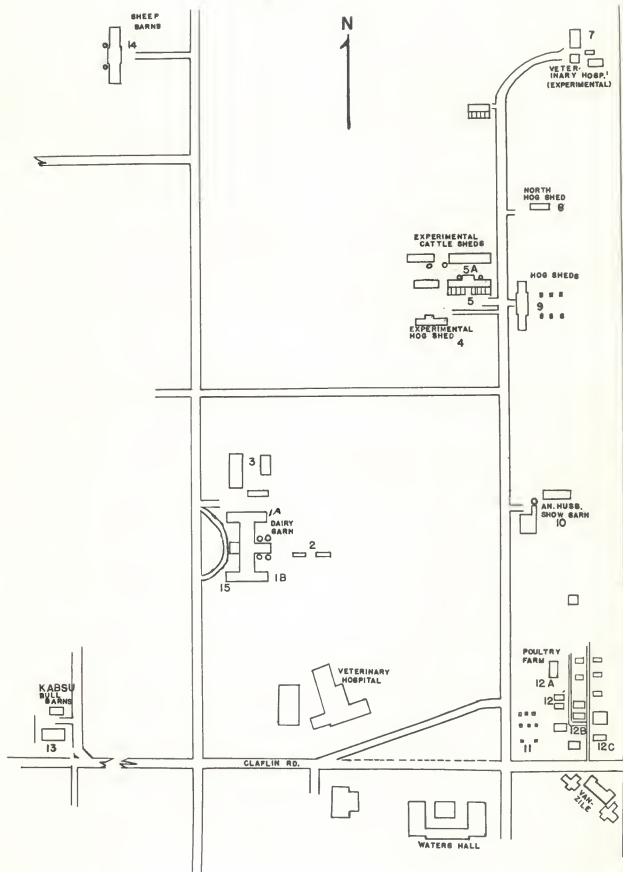 SHEEP
BARNS
14
N
7
VETER-
INARY HOSP.
(EXPERIMENTAL)
NORTH
HOG SHED
8
EXPERIMENTAL
CATTLE SHEDS
5A
5
HOG SHEDS
9
EXPERIMENTAL
HOG SHED
4
3
1A
DAIRY
BARN
2
15
1B
AN. HUSB.
SHOW BARN
10
POULTRY
FARM
12A
12
12B
12C
11
VETERINARY
HOSPITAL
KABSU
BULL
BARNS
13
CLAFLIN RD.
VAN-
ZILE
WATERS HALL